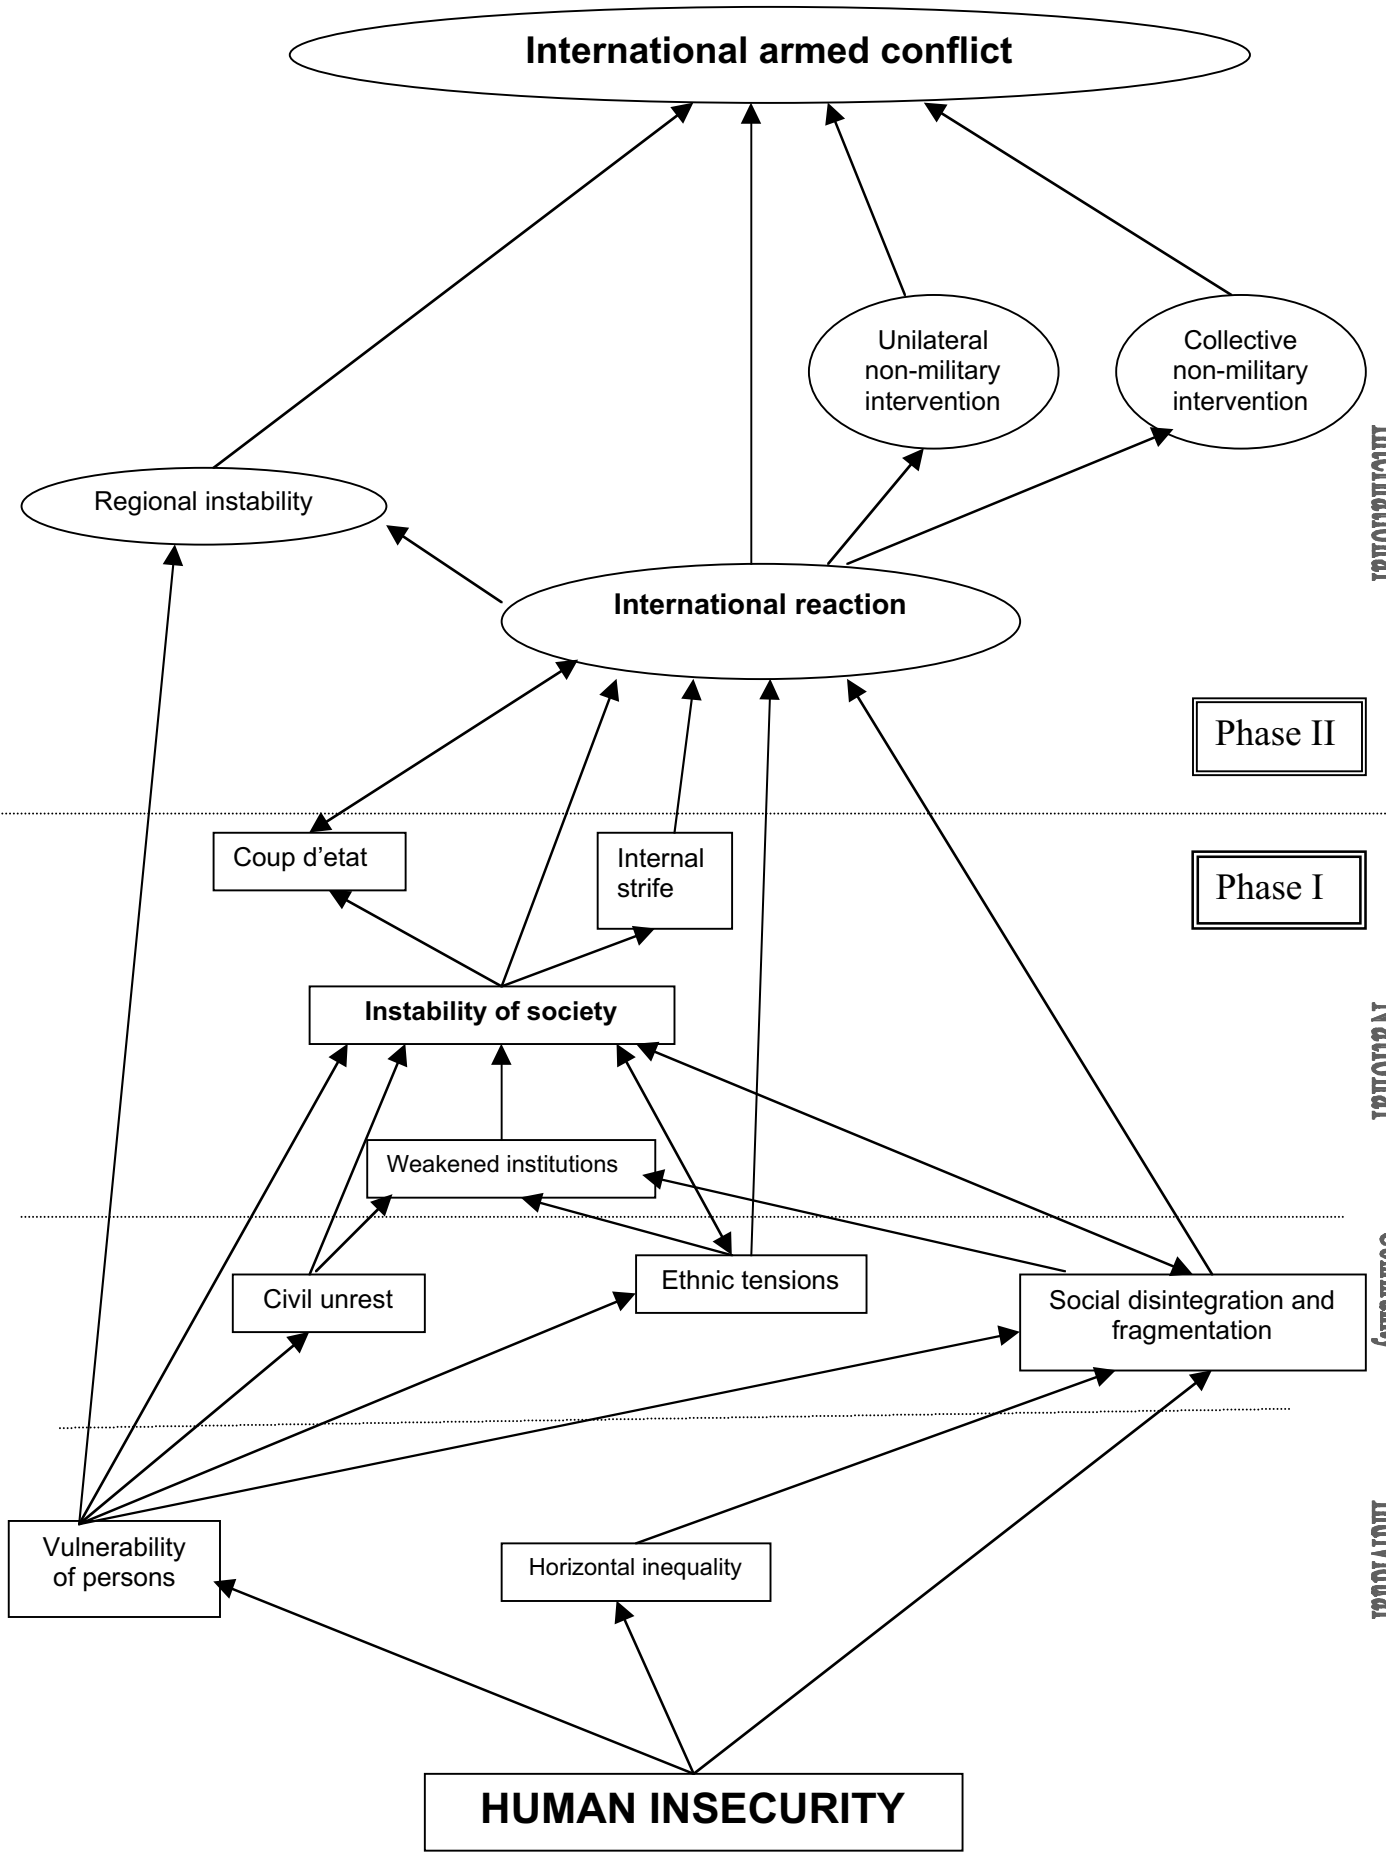 International armed conflict
Unilateral
non-military
intervention
Collective
non-military
intervention
Regional instability
International reaction
Phase II
Coup d’etat
Internal
strife
Phase I
Instability of society
Weakened institutions
Ethnic tensions
Civil unrest
Social disintegration and
fragmentation
Vulnerability
of persons
Horizontal inequality
HUMAN INSECURITY